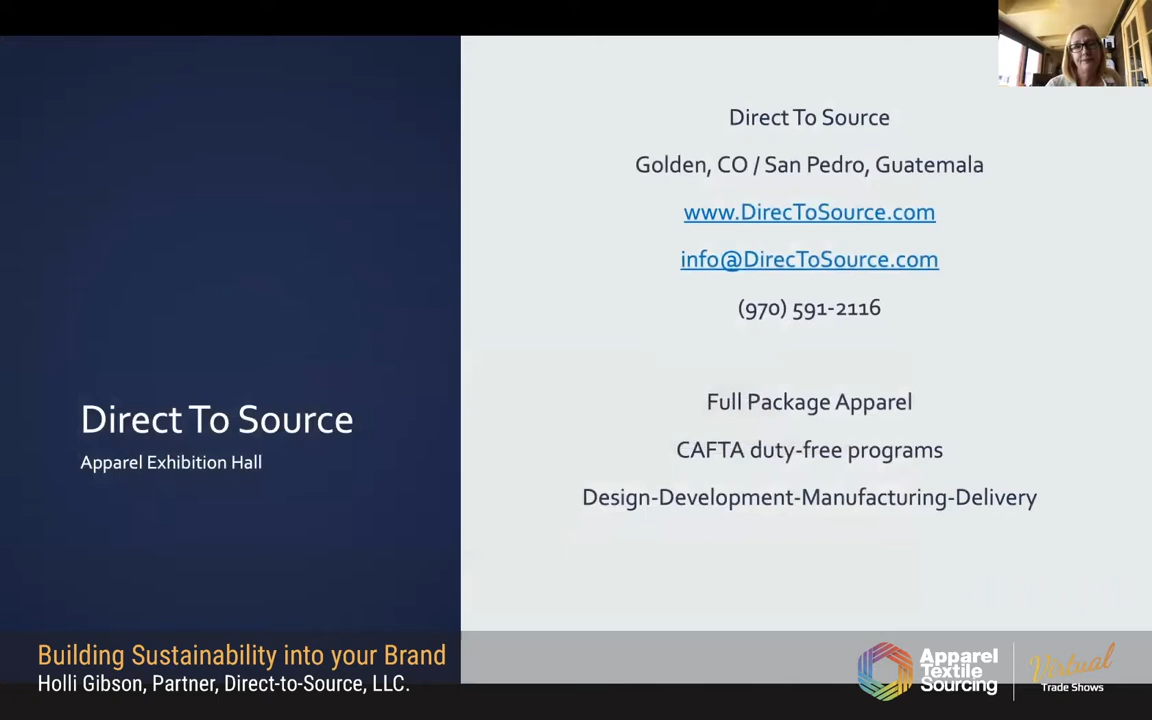 Direct To Source
Golden, CO / San Pedro, Guatemala
www.DirecToSource.com
info@DirecToSource.com
(970) 591-2116
Full Package Apparel
CAFTA duty-free programs
Design-Development-Manufacturing-Delivery
Direct To Source
Apparel Exhibition Hall
Building Sustainability into your Brand
Holli Gibson, Partner, Direct-to-Source, LLC.
Apparel
Textile
Sourcing
Virtual
Trade Shows